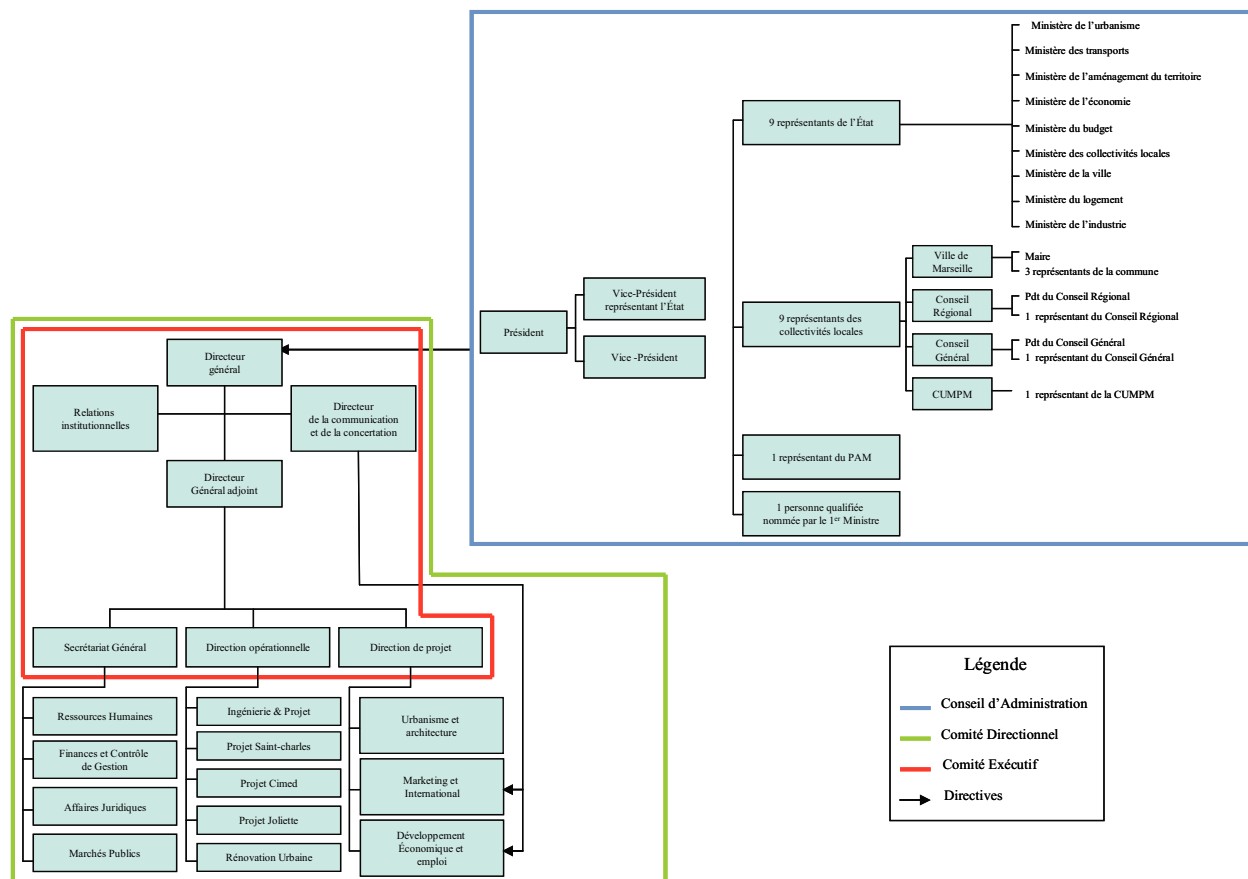 Ministère de l'urbanisme
Ministère des transports
Ministère de l'aménagement du territoire
Ministère de l'économie
Ministère du budget
Ministère des collectivités locales
Ministère de la ville
Ministère du logement
Ministère de l'industrie
9 représentants de l'État
Ville de
Marseille
Maire
3 représentants de la commune
Conseil
Régional
Pdt du Conseil Régional
1 représentant du Conseil Régional
9 représentants des
collectivités locales
Conseil
Général
Pdt du Conseil Général
1 représentant du Conseil Général
CUMPM
1 représentant de la CUMPM
1 représentant du PAM
1 personne qualifiée
nommée par le 1er Ministre
Président
Vice-Président
représentant l'État
Vice -Président
Directeur
général
Relations
institutionnelles
Directeur
de la communication
et de la concertation
Directeur
Général adjoint
Secrétariat Général
Direction opérationnelle
Direction de projet
Ressources Humaines
Finances et Contrôle
de Gestion
Affaires Juridiques
Marchés Publics
Ingénierie & Projet
Projet Saint-charles
Projet Cimed
Projet Joliette
Rénovation Urbaine
Urbanisme et
architecture
Marketing et
International
Développement
Économique et
emploi
Légende
Conseil d'Administration
Comité Directionnel
Comité Exécutif
Directives